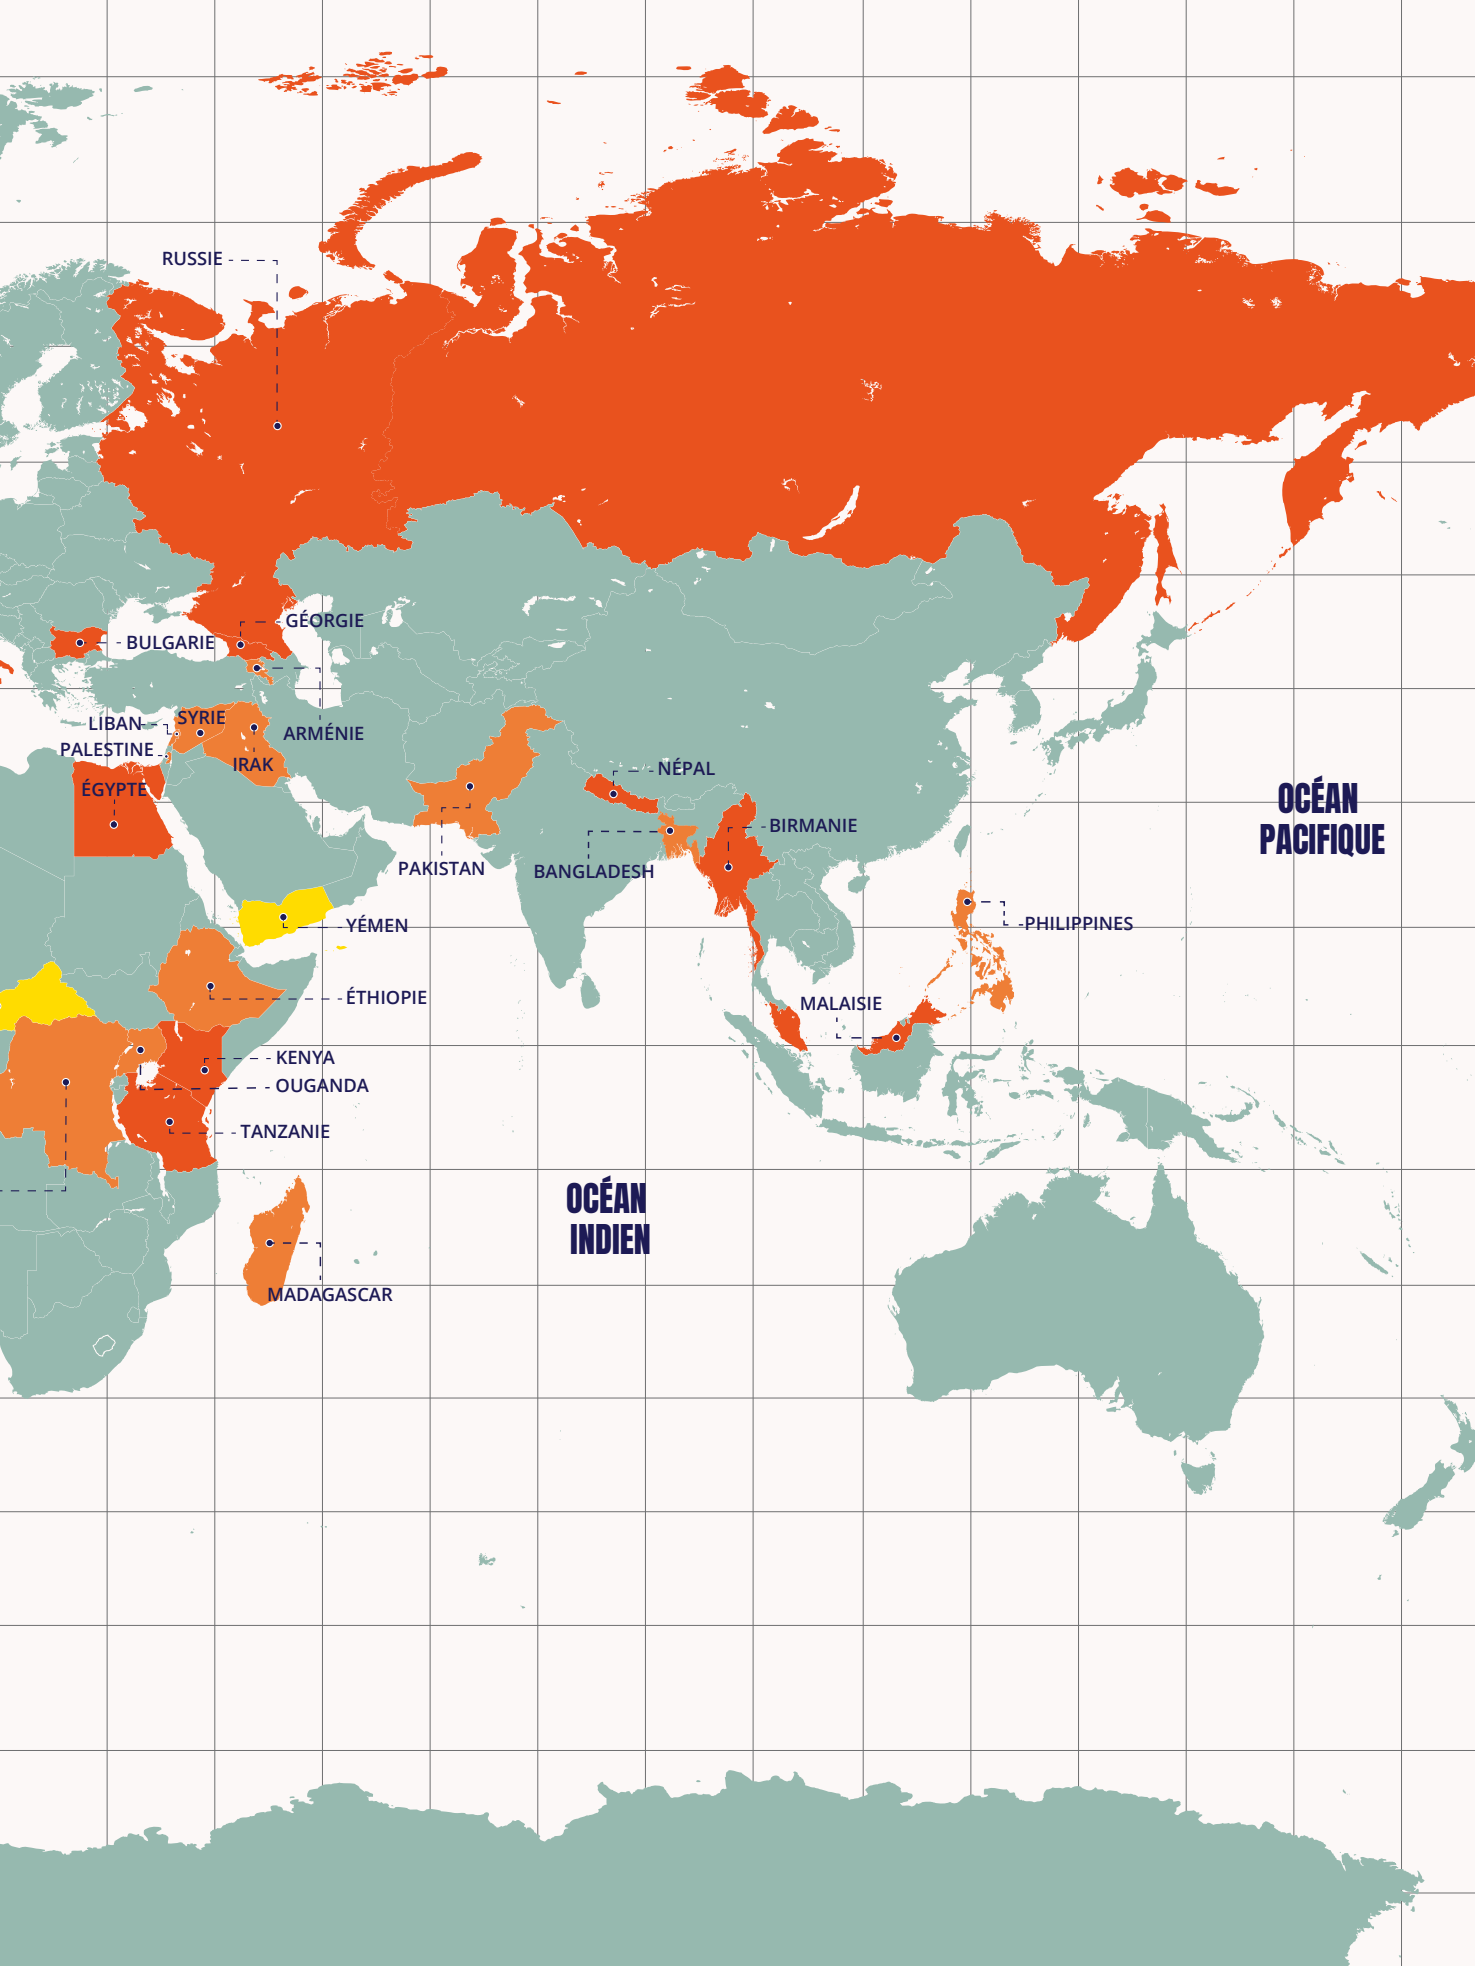 RUSSIE
GÉORGIE
BULGARIE
LIBAN
SYRIE
ARMÉNIE
PALESTINE
IRAK
NÉPAL
ÉGYPTE
OCÉAN
PACIFIQUE
BIRMANIE
PAKISTAN
BANGLADESH
YÉMEN
PHILIPPINES
ÉTHIOPIE
MALAISIE
KENYA
OUGANDA
TANZANIE
OCÉAN
INDIEN
MADAGASCAR